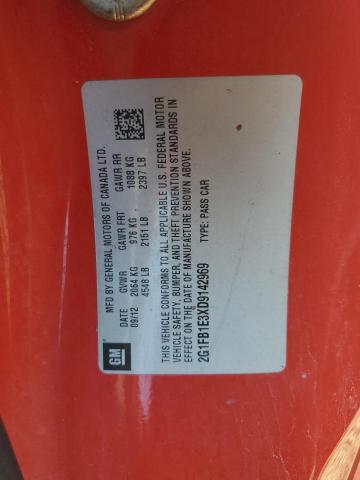 GM
MFD BY GENERAL MOTORS OF CANADA LTD.
DATE GVWR GAWR FRT GAWR RR
09/12 2064 KG 976 KG 1088 KG
4548 LB 2151 LB 2397 LB
THIS VEHICLE CONFORMS TO ALL APPLICABLE U.S. FEDERAL MOTOR
VEHICLE SAFETY, BUMPER, AND THEFT PREVENTION STANDARDS IN
EFFECT ON THE DATE OF MANUFACTURE SHOWN ABOVE.
2G1FB1E3XD9142969 TYPE: PASS CAR